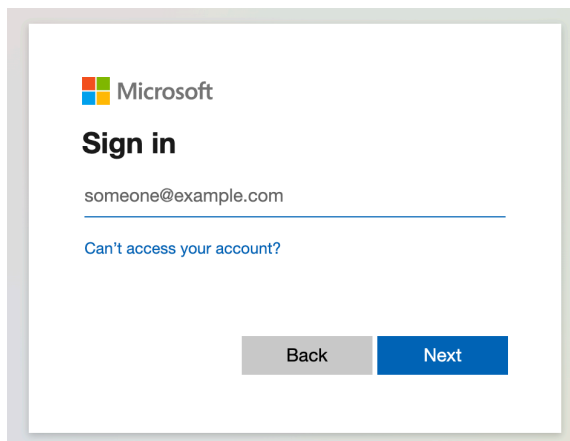 Microsoft
Sign in
someone@example.com
Can't access your account?
Back
Next